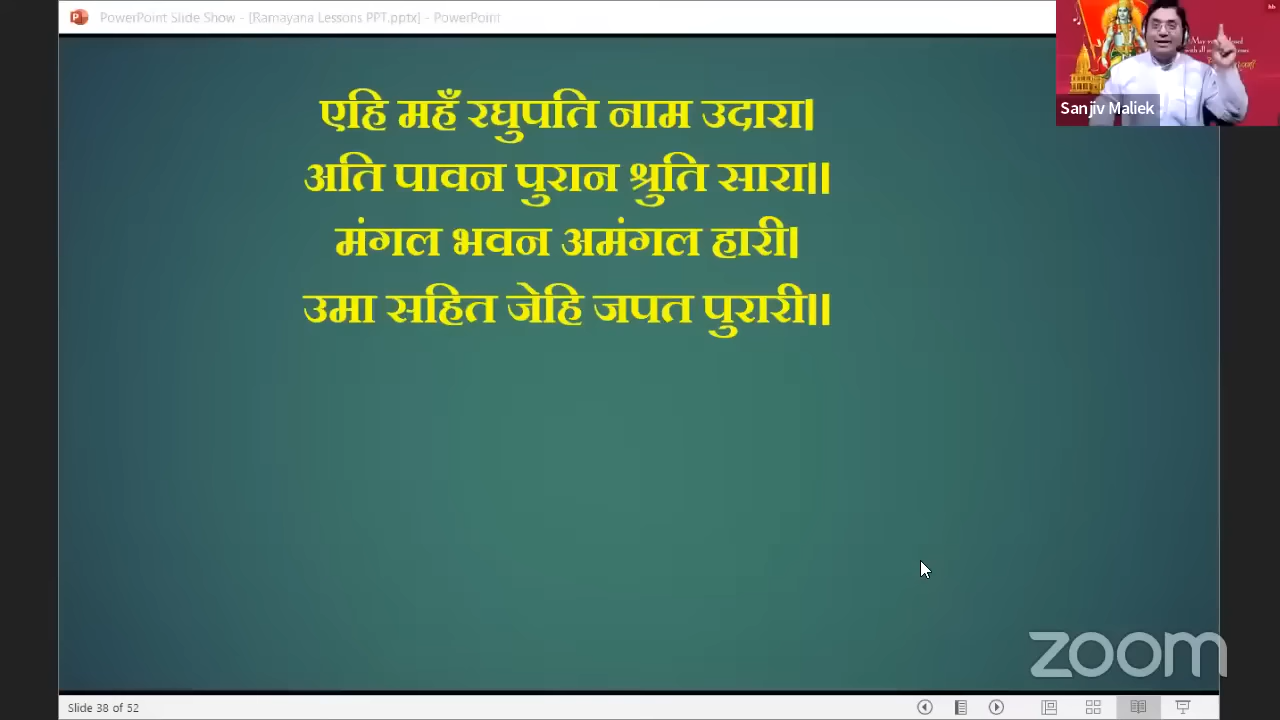 PowerPoint Slide Show - [Ramayana Lessons PPT.pptx] - PowerPoint
Sanjiv Maliek
एहि महँ रघुपति नाम उदारा।
अति पावन पुरान श्रुति सारा॥
मंगल भवन अमंगल हारी।
उमा सहित जेहि जपत पुरारी॥
zoom
Slide 38 of 52